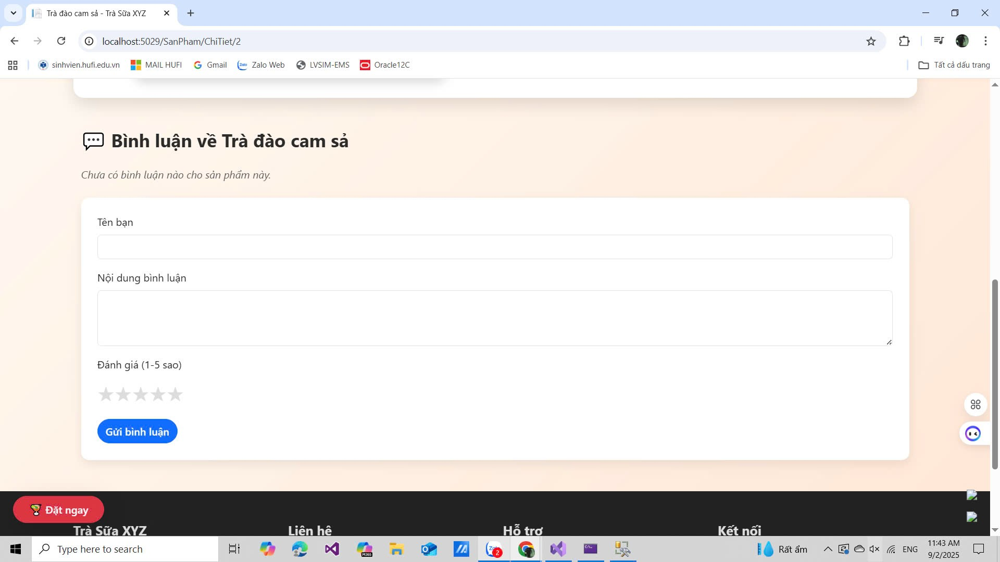 Trà đào cam sả - Trà Sữa XYZ
localhost:5029/SanPham/ChiTiet/2
sinhvien.hufi.edu.vn
MAIL HUFI
Gmail
Zalo Web
LVSIM-EMS
Oracle12C
Tất cả dấu trang
Bình luận về Trà đào cam sả
Chưa có bình luận nào cho sản phẩm này.
Tên bạn
Nội dung bình luận
Đánh giá (1-5 sao)
Gửi bình luận
Đặt ngay
Trà Sữa XYZ
Liên hệ
Hỗ trợ
Kết nối
Type here to search
M365
2
Rất ẩm
ENG
11:43 AM
9/2/2025